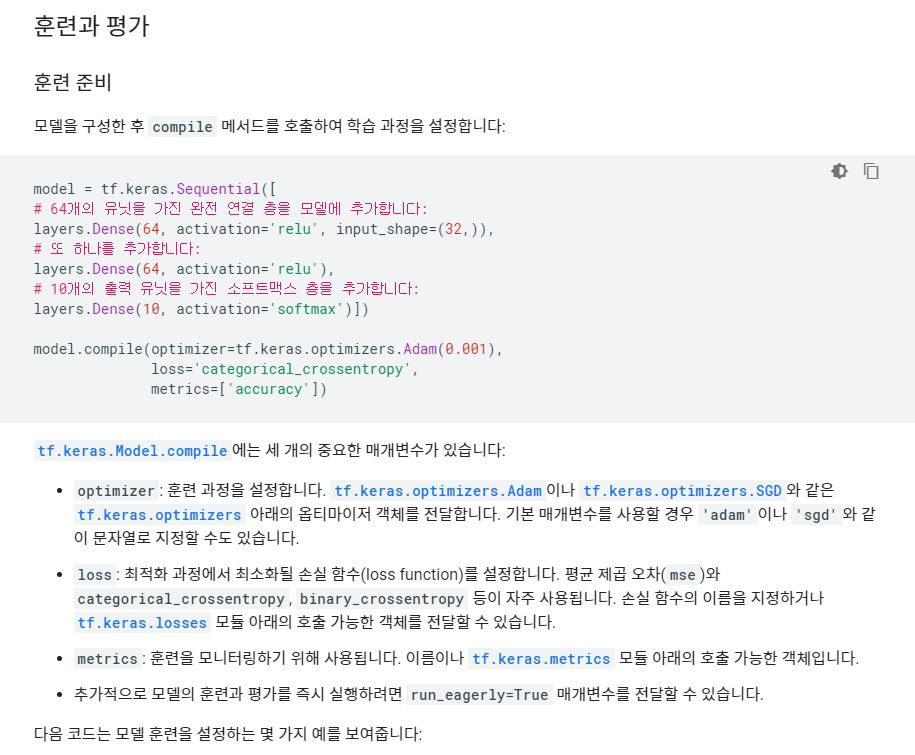 훈련과 평가
훈련 준비
모델을 구성한 후 compile 메서드를 호출하여 학습 과정을 설정합니다:
model = tf.keras.Sequential([
# 64개의 유닛을 가진 완전 연결 층을 모델에 추가합니다:
layers.Dense(64, activation='relu', input_shape=(32,)),
# 또 하나를 추가합니다:
layers.Dense(64, activation='relu'),
# 10개의 출력 유닛을 가진 소프트맥스 층을 추가합니다:
layers.Dense(10, activation='softmax')])
model.compile(optimizer=tf.keras.optimizers.Adam(0.001),
loss='categorical_crossentropy',
metrics=['accuracy'])
tf.keras.Model.compile 에는 세 개의 중요한 매개변수가 있습니다:
• optimizer : 훈련 과정을 설정합니다. tf.keras.optimizers.Adam 이나 tf.keras.optimizers.SGD 와 같은
tf.keras.optimizers 아래의 옵티마이저 객체를 전달합니다. 기본 매개변수를 사용할 경우 'adam' 이나 'sgd' 와 같
이 문자열로 지정할 수도 있습니다.
• loss : 최적화 과정에서 최소화될 손실 함수(loss function)를 설정합니다. 평균 제곱 오차( mse )와
categorical_crossentropy , binary_crossentropy 등이 자주 사용됩니다. 손실 함수의 이름을 지정하거나
tf.keras.losses 모듈 아래의 호출 가능한 객체를 전달할 수 있습니다.
• metrics : 훈련을 모니터링하기 위해 사용됩니다. 이름이나 tf.keras.metrics 모듈 아래의 호출 가능한 객체입니다.
• 추가적으로 모델의 훈련과 평가를 즉시 실행하려면 run_eagerly=True 매개변수를 전달할 수 있습니다.
다음 코드는 모델 훈련을 설정하는 몇 가지 예를 보여줍니다: